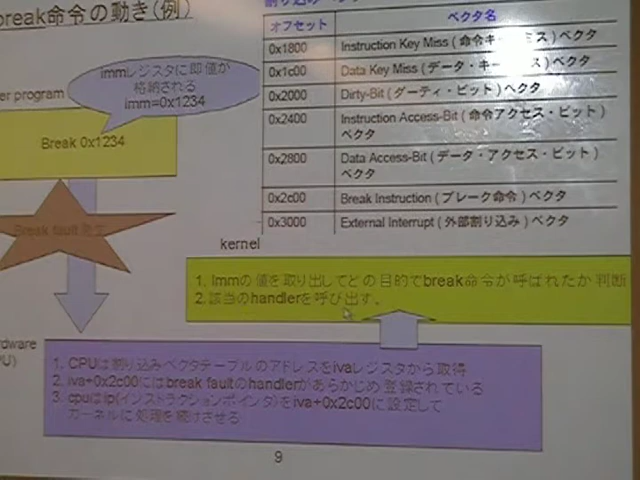 break命令の動き(例)
オフセット ベクタ名
0x1800 Instruction Key Miss (命令キーミス)ベクタ
0x1c00 Data Key Miss (データ・キーミス)ベクタ
0x2000 Dirty-Bit (ダーティ・ビット)ベクタ
0x2400 Instruction Access-Bit (命令アクセス・ビット)
ベクタ
0x2800 Data Access-Bit (データ・アクセス・ビット)
ベクタ
0x2c00 Break Instruction (ブレーク命令)ベクタ
0x3000 External Interrupt (外部割り込み)ベクタ
immレジスタに即値が
格納される
imm=0x1234
er program
Break 0x1234
Break fault 発生
kernel
1. Immの値を取り出してどの目的でbreak命令が呼ばれたか判断
2. 該当のhandlerを呼び出す。
rdware
PU)
1. CPUは割り込みベクタテーブルのアドレスをivaレジスタから取得
2. iva+0x2c00にはbreak faultのhandlerがあらかじめ登録されている
3. cpuはip(インストラクションポインタ)をiva+0x2c00に設定して
カーネルに処理を続けさせる
9